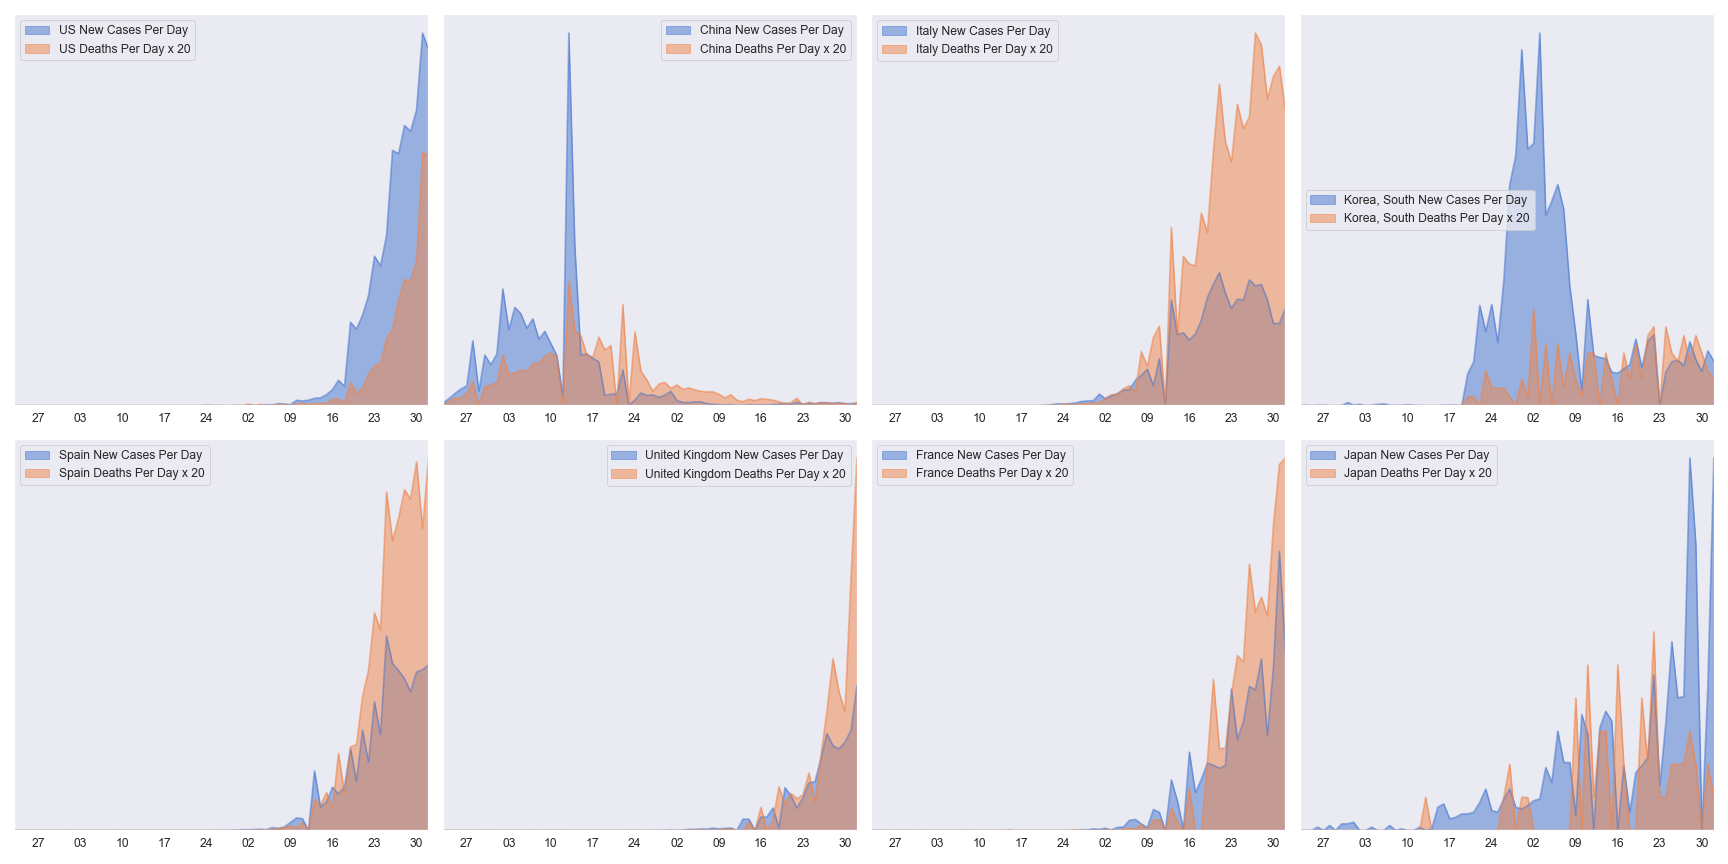 US New Cases Per Day
US Deaths Per Day x 20
27 03 10 17 24 02 09 16 23 30
China New Cases Per Day
China Deaths Per Day x 20
27 03 10 17 24 02 09 16 23 30
Italy New Cases Per Day
Italy Deaths Per Day x 20
27 03 10 17 24 02 09 16 23 30
Korea, South New Cases Per Day
Korea, South Deaths Per Day x 20
27 03 10 17 24 02 09 16 23 30
Spain New Cases Per Day
Spain Deaths Per Day x 20
27 03 10 17 24 02 09 16 23 30
United Kingdom New Cases Per Day
United Kingdom Deaths Per Day x 20
27 03 10 17 24 02 09 16 23 30
France New Cases Per Day
France Deaths Per Day x 20
27 03 10 17 24 02 09 16 23 30
Japan New Cases Per Day
Japan Deaths Per Day x 20
27 03 10 17 24 02 09 16 23 30